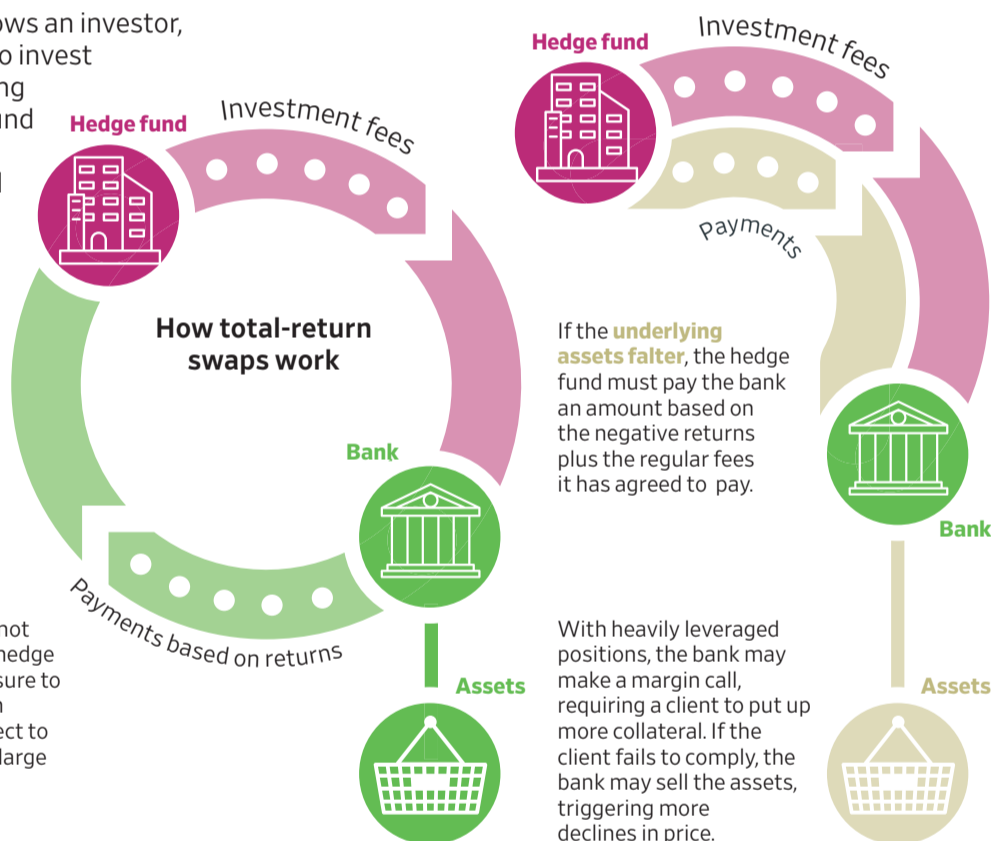 ows an investor,
o invest
ng
und
Hedge fund
Investment fees
How total-return
swaps work
Bank
Payments based on returns
Assets
not
hedge
sure to
ect to
large
Hedge fund
Investment fees
Payments
If the underlying
assets falter, the hedge
fund must pay the bank
an amount based on
the negative returns
plus the regular fees
it has agreed to pay.
Bank
With heavily leveraged
positions, the bank may
make a margin call,
requiring a client to put up
more collateral. If the
client fails to comply, the
bank may sell the assets,
triggering more
declines in price.
Assets